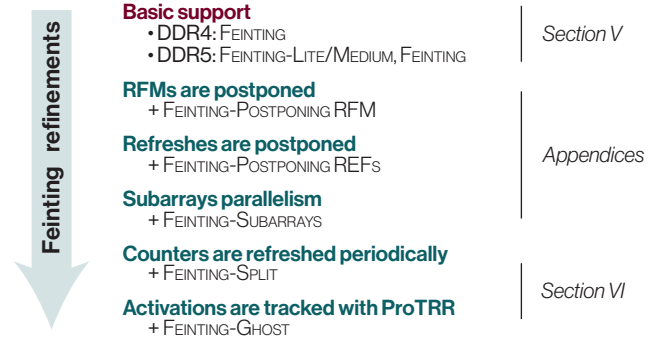 Feinting refinements
Basic support
• DDR4: FEINTING
• DDR5: FEINTING-LITE/MEDIUM, FEINTING
Section V
RFMs are postponed
+ FEINTING-POSTPONING RFM
Refreshes are postponed
+ FEINTING-POSTPONING REFS
Subarrays parallelism
+ FEINTING-SUBARRAYS
Appendices
Counters are refreshed periodically
+ FEINTING-SPLIT
Activations are tracked with ProTRR
+ FEINTING-GHOST
Section VI